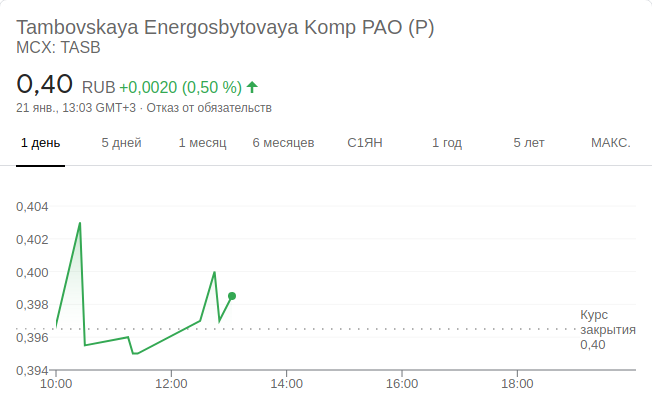 Tambovskaya Energosbytovaya Komp PAO (P)
MCX: TASB
0,40 RUB +0,0020 (0,50 %)
21 янв., 13:03 GMT+3 · Отказ от обязательств
1 день 5 дней 1 месяц 6 месяцев С1ЯН 1 год 5 лет МАКС.
0,404
0,402
0,400
0,398
0,396
0,394
Курс
закрытия
0,40
10:00 12:00 14:00 16:00 18:00